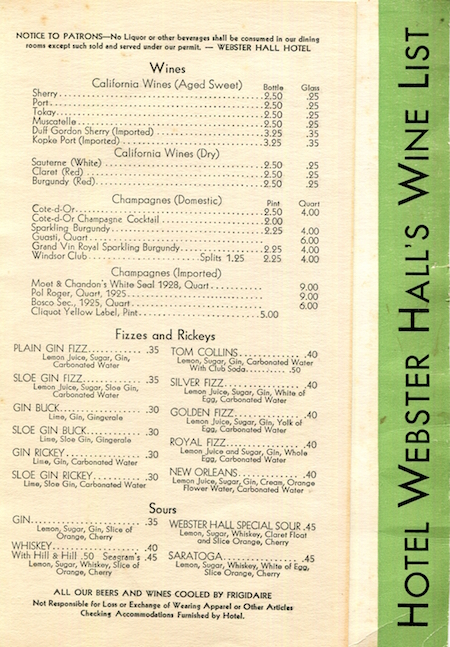 NOTICE TO PATRONS—No Liquor or other beverages shall be consumed in our dining
rooms except such sold and served under our permit. — WEBSTER HALL HOTEL
Wines
California Wines (Aged Sweet) Bottle Glass
Sherry 2.50 .25
Port 2.50 .25
Tokay 2.50 .25
Muscatelle 2.50 .25
Duff Gordon Sherry (Imported) 3.25 .35
Kopke Port (Imported) 3.25 .35
California Wines (Dry)
Sauterne (White) 2.50 .25
Claret (Red) 2.50 .25
Burgundy (Red) 2.50 .25
Champagnes (Domestic) Pint Quart
Cote-d-Or 2.50 4.00
Cote-d-Or Champagne Cocktail 2.00
Sparkling Burgundy 2.25 4.00
Guasti, Quart 6.00
Grand Vin Royal Sparkling Burgundy 2.25 4.00
Windsor Club Splits 1.25 2.25 4.00
Champagnes (Imported)
Moet & Chandon's White Seal 1928, Quart 9.00
Pol Roger, Quart, 1925 9.00
Bosco Sec., 1925, Quart 6.00
Cliquot Yellow Label, Pint 5.00
Fizzes and Rickeys
PLAIN GIN FIZZ .35
Lemon Juice, Sugar, Gin,
Carbonated Water
SLOE GIN FIZZ .35
Lemon Juice, Sugar, Sloe Gin,
Carbonated Water
GIN BUCK .30
Lime, Gin, Gingerale
SLOE GIN BUCK .30
Lime, Sloe Gin, Gingerale
GIN RICKEY .30
Lime, Gin, Carbonated Water
SLOE GIN RICKEY .30
Lime, Sloe Gin, Carbonated Water
TOM COLLINS .40
Lemon, Sugar, Gin, Carbonated Water
With Club Soda .50
SILVER FIZZ .40
Lemon Juice, Sugar, Gin, White of
Egg, Carbonated Water
GOLDEN FIZZ .40
Lemon Juice, Sugar, Gin, Yolk of
Egg, Carbonated Water
ROYAL FIZZ .40
Lemon Juice and Sugar, Gin, Whole
Egg, Carbonated Water
NEW ORLEANS .40
Lemon Juice, Sugar, Gin, Cream, Orange
Flower Water, Carbonated Water
Sours
GIN .35
Lemon, Sugar, Gin, Slice of
Orange, Cherry
WHISKEY .40
With Hill & Hill .50 Seagram's .45
Lemon, Sugar, Whiskey, Slice of
Orange, Cherry
WEBSTER HALL SPECIAL SOUR .45
Lemon, Sugar, Whiskey, Claret Float
and Slice Orange, Cherry
SARATOGA .45
Lemon, Sugar, Whiskey, White of Egg,
Slice Orange, Cherry
ALL OUR BEERS AND WINES COOLED BY FRIGIDAIRE
Not Responsible for Loss or Exchange of Wearing Apparel or Other Articles
Checking Accommodations Furnished by Hotel.
HOTEL WEBSTER HALL'S WINE LIST